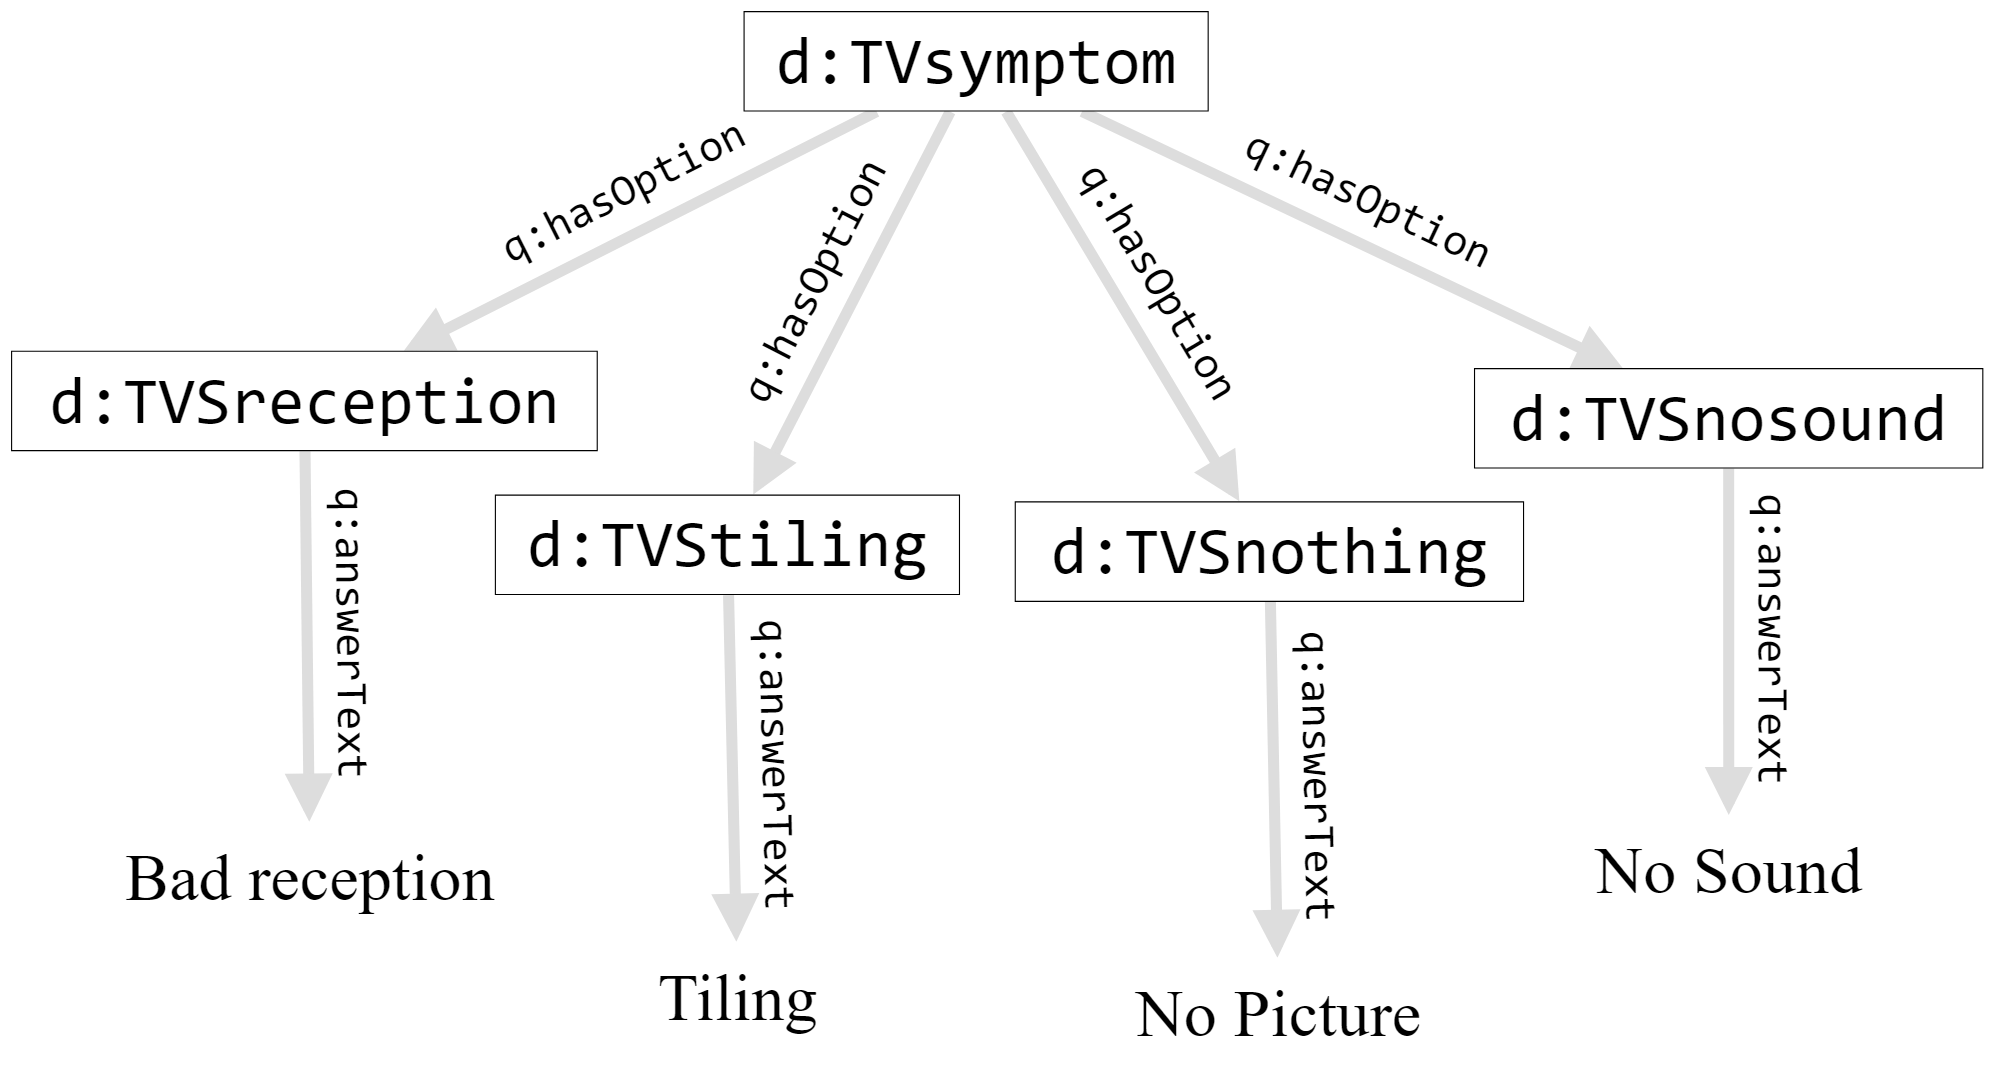 d:TVsymptom
q:hasOption
q:hasOption
q:hasOption
q:hasOption
d:TVSreception
d:TVStiling
d:TVSnothing
d:TVSnosound
q:answerText
q:answerText
q:answerText
q:answerText
Bad reception
Tiling
No Picture
No Sound